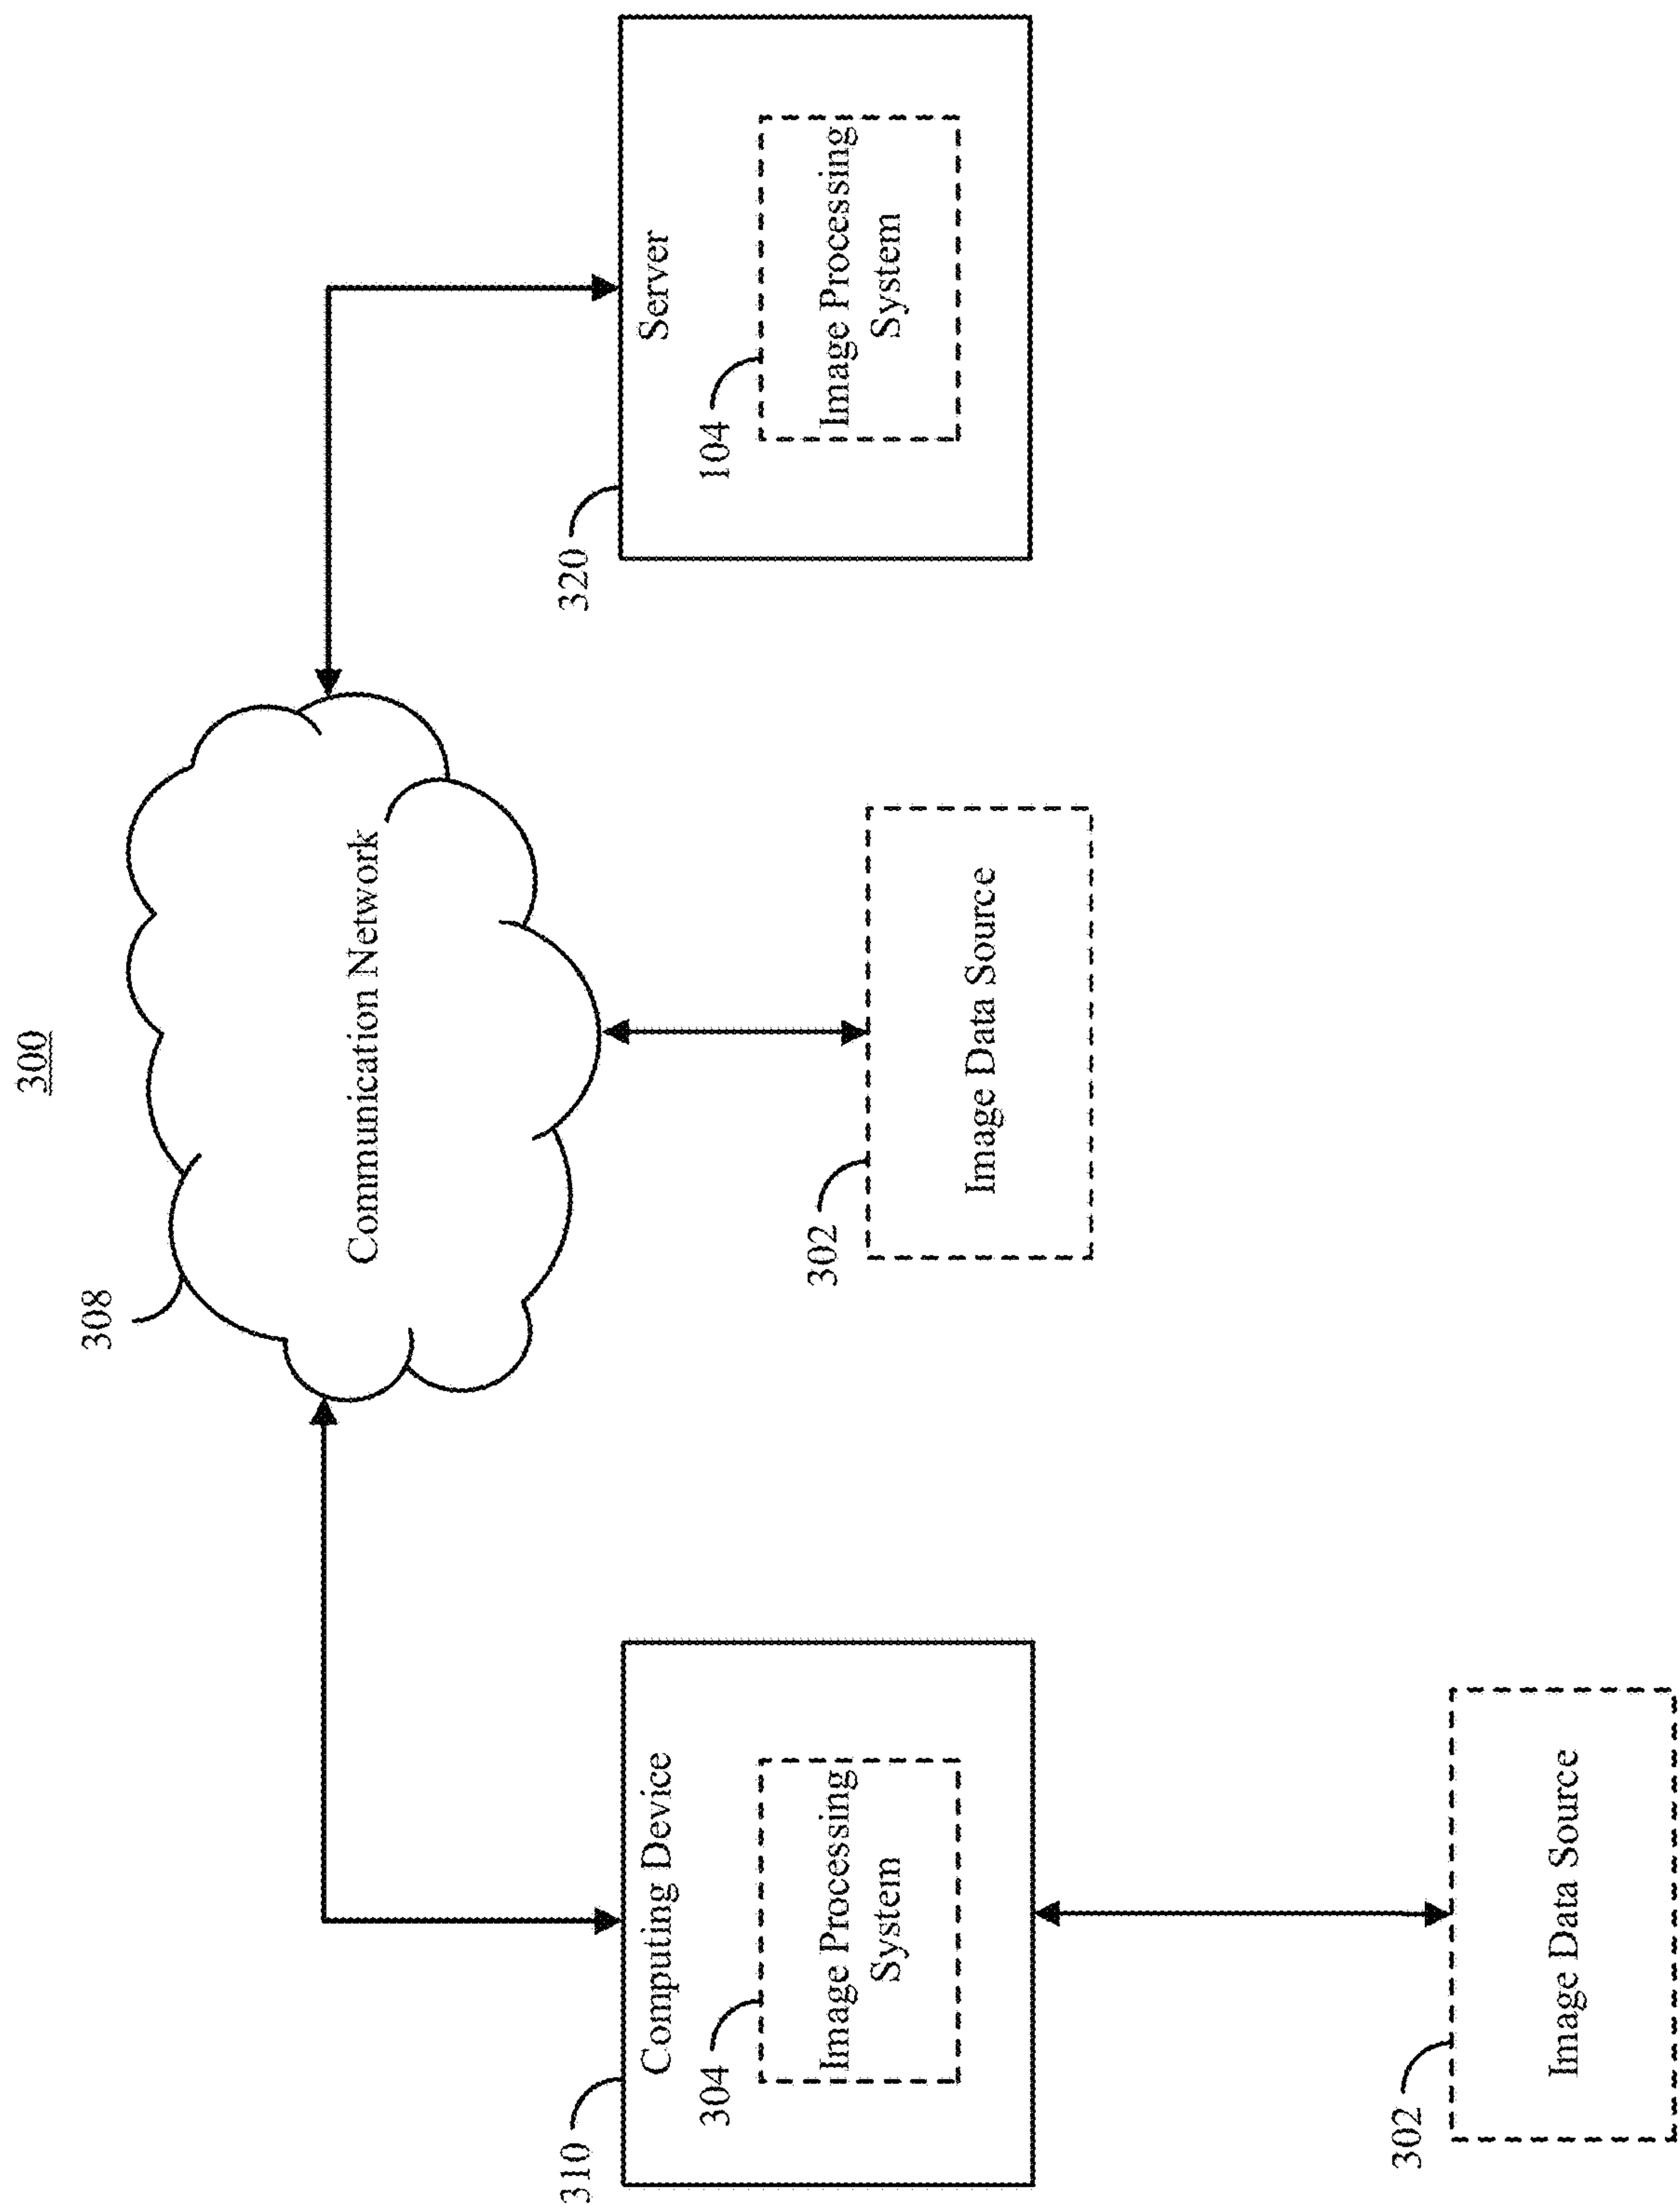 300
308
Communication Network
310
Computing Device
304
Image Processing
System
302
Image Data Source
302
Image Data Source
320
Server
104
Image Processing
System